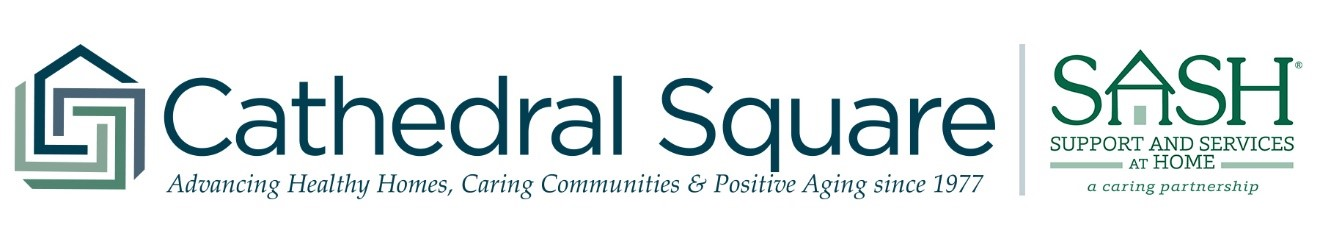 Cathedral Square
Advancing Healthy Homes, Caring Communities & Positive Aging since 1977
SASH®
SUPPORT AND SERVICES
AT HOME
a caring partnership